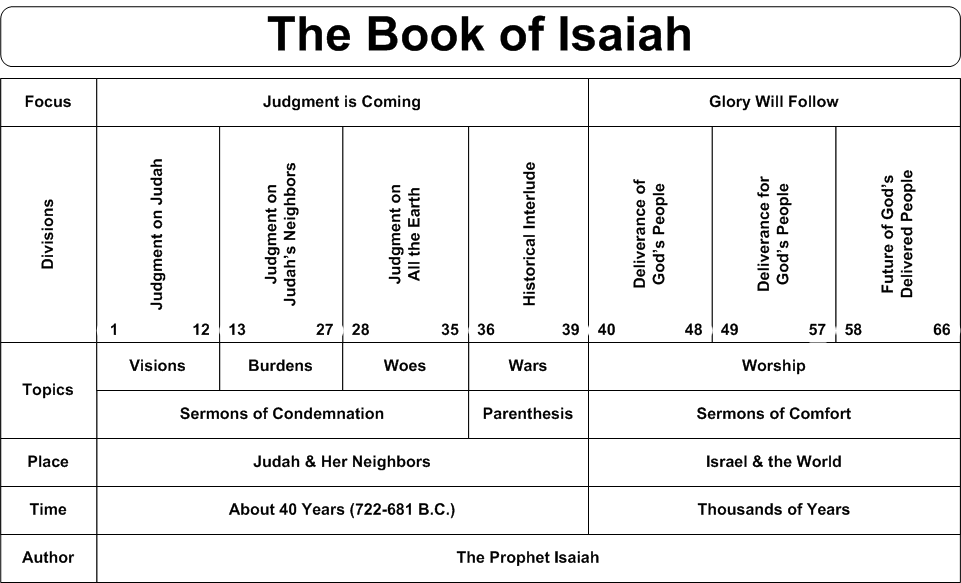 The Book of Isaiah
Focus
Judgment is Coming
Glory Will Follow
Divisions
Judgment on Judah
1 12
Judgment on
Judah's Neighbors
13 27
Judgment on
All the Earth
28 35
Historical Interlude
36 39
Deliverance of
God's People
40 48
Deliverance for
God's People
49 57
Future of God's
Delivered People
58 66
Topics
Visions
Burdens
Woes
Wars
Worship
Sermons of Condemnation
Parenthesis
Sermons of Comfort
Place
Judah & Her Neighbors
Israel & the World
Time
About 40 Years (722-681 B.C.)
Thousands of Years
Author
The Prophet Isaiah